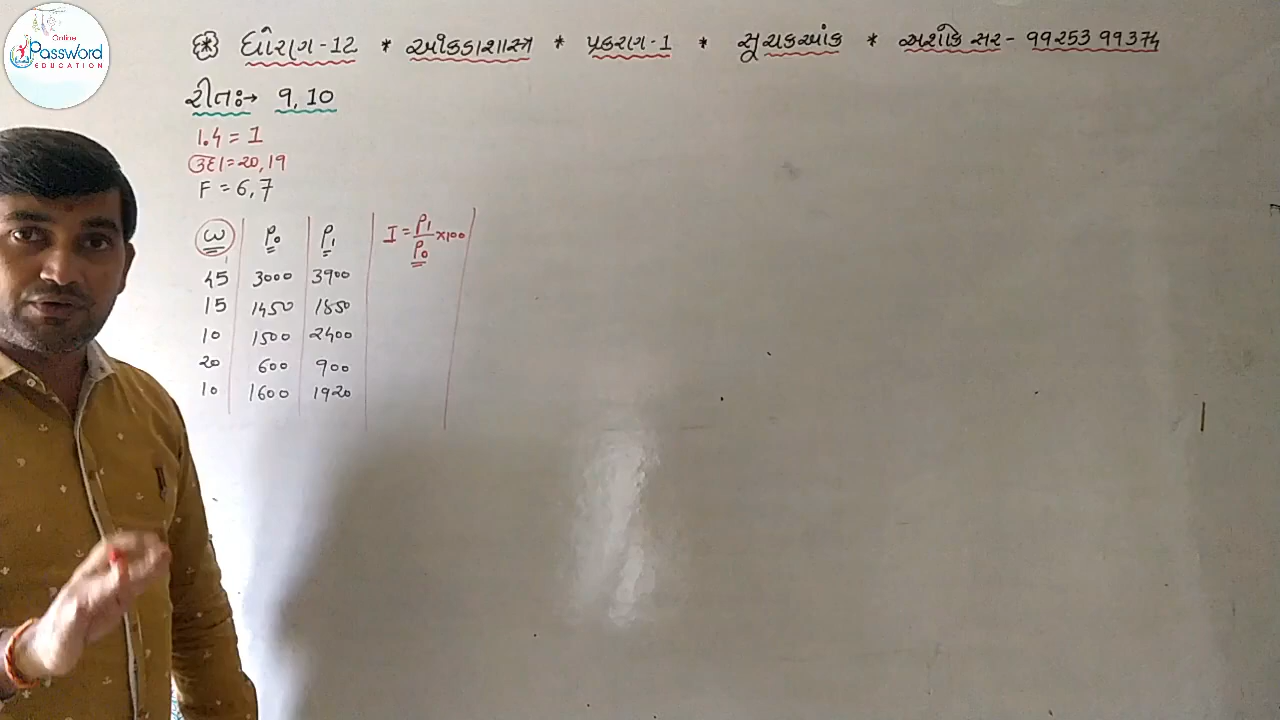 Online
Password
EDUCATION
ધોરણ-12 * આંકડાશાસ્ત્ર * પ્રકરણ-1 * સૂચકઆંક * અશોક સર - 99253 99374
રીતઃ→ 9, 10
1.4 = I
ઉદા = 20, 19
F = 6, 7
ω P₀ P₁ I = P₁/P₀ ×100
45 3000 3900
15 1450 1850
10 1500 2400
20 600 900
10 1600 1920